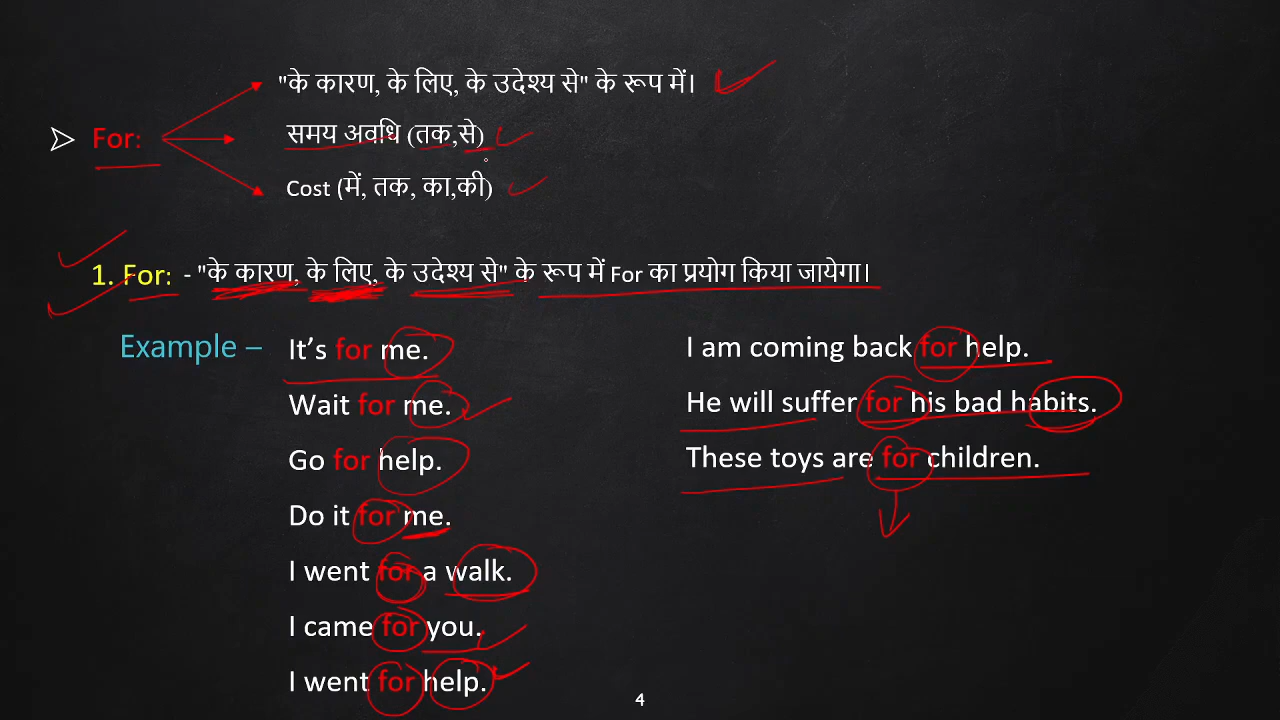 For:
"के कारण, के लिए, के उदेश्य से" के रूप में।
समय अवधि (तक,से)
Cost (में, तक, का,की)
1. For: - "के कारण, के लिए, के उदेश्य से" के रूप में For का प्रयोग किया जायेगा।
Example –
It's for me.
Wait for me.
Go for help.
Do it for me.
I went for a walk.
I came for you.
I went for help.
I am coming back for help.
He will suffer for his bad habits.
These toys are for children.
4